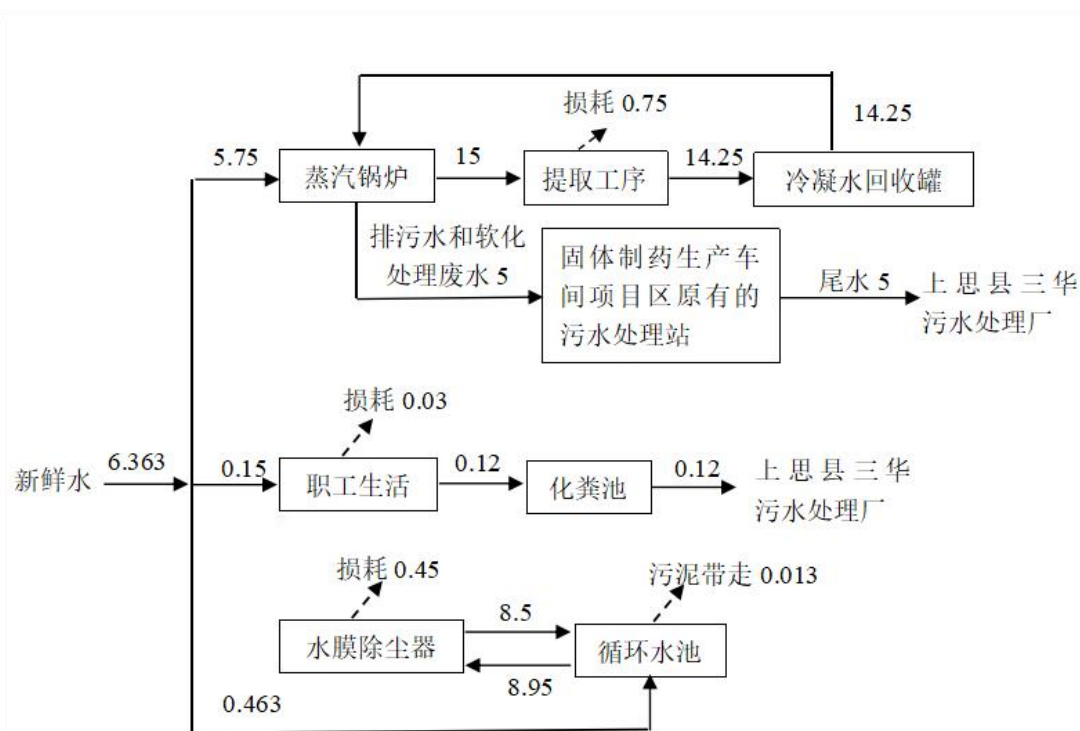 损耗 0.75
14.25
5.75
蒸汽锅炉
15
提取工序
14.25
冷凝水回收罐
排污水和软化
处理废水 5
固体制药生产车
间项目区原有的
污水处理站
尾水 5
上思县三华
污水处理厂
损耗 0.03
新鲜水
6.363
0.15
职工生活
0.12
化粪池
0.12
上思县三华
污水处理厂
损耗 0.45
污泥带走 0.013
水膜除尘器
8.5
循环水池
8.95
0.463